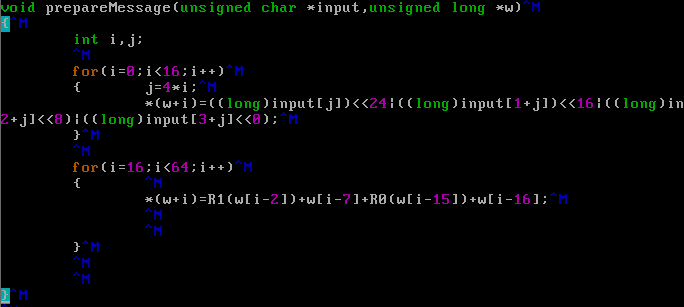 void prepareMessage(unsigned char *input,unsigned long *w)^M
{^M
        int i,j;
        ^M
        for(i=0;i<16;i++)^M
        {       j=4*i;^M
                *(w+i)=((long)input[j])<<24¦((long)input[1+j])<<16¦((long)in
2+j]<<8)¦((long)input[3+j]<<0);^M
        }^M
        ^M
        for(i=16;i<64;i++)^M
        {       ^M
                *(w+i)=R1(w[i-2])+w[i-7]+R0(w[i-15])+w[i-16];^M
                ^M
                ^M
        }^M
        ^M
        ^M
}^M